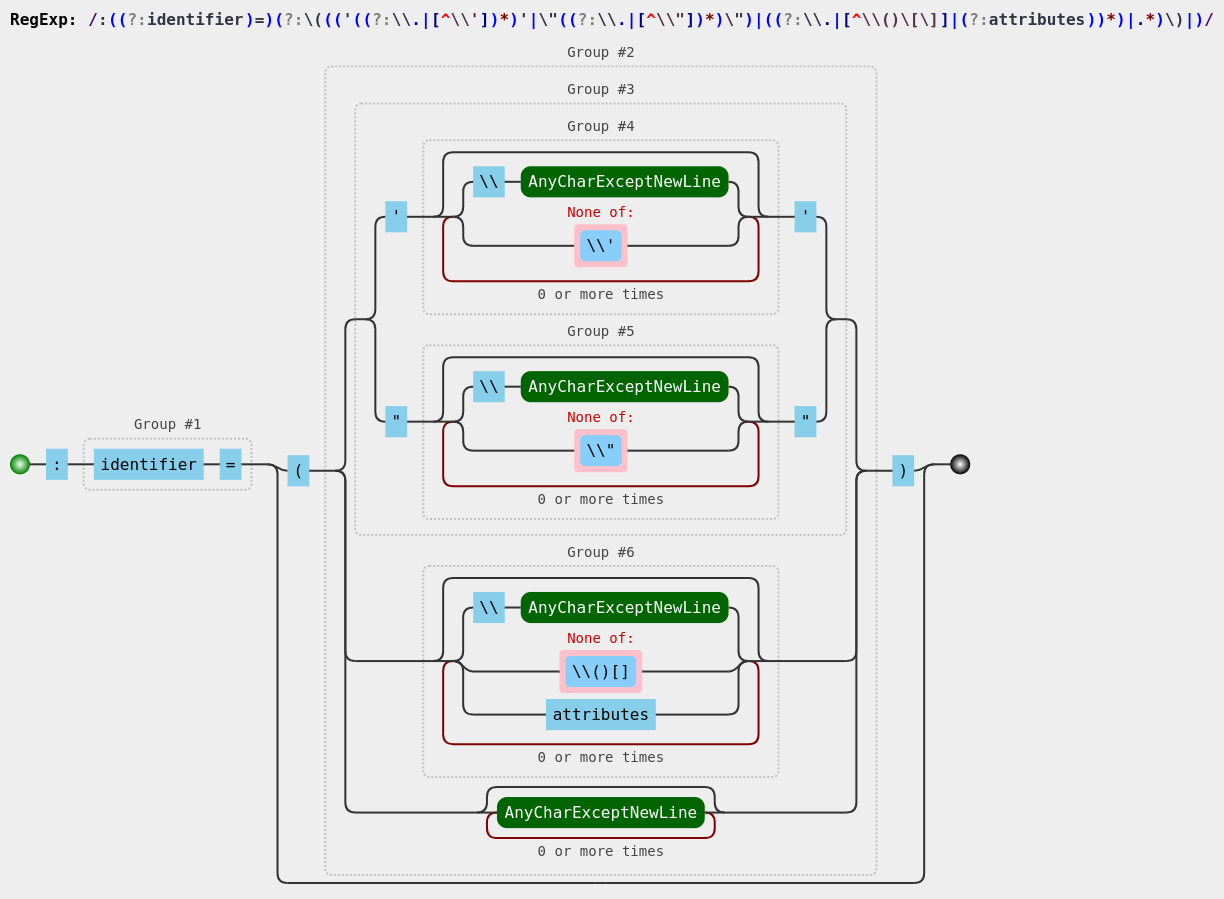 RegExp: /:((?:identifier)=)(?:\((('((?:\\.|[^\\'])*)'|\"((?:\\.|[^\\"])*)\")|((?:\\.|[^\\()\[\]]|(?:attributes))*)|.*)\)|)/
Group #2
Group #3
Group #4
\\ AnyCharExceptNewLine
None of:
' '
\\'
0 or more times
Group #5
\\ AnyCharExceptNewLine
None of:
" "
\\"
0 or more times
Group #1
: identifier = ( )
Group #6
\\ AnyCharExceptNewLine
None of:
\\()[]
attributes
0 or more times
AnyCharExceptNewLine
0 or more times